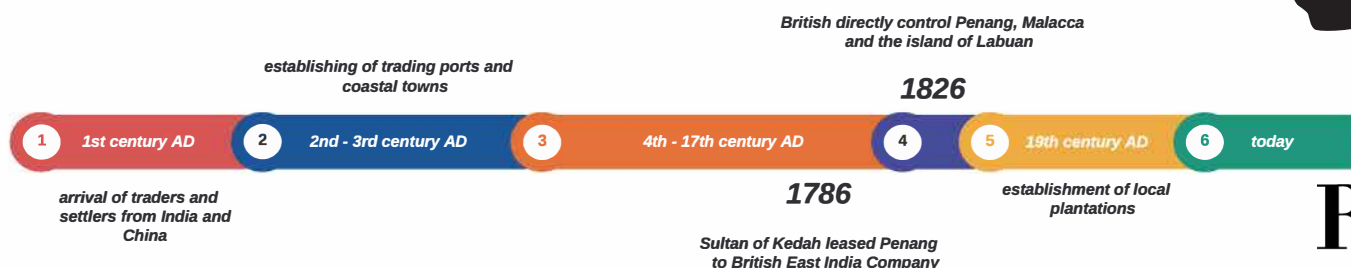 British directly control Penang, Malacca
and the island of Labuan
establishing of trading ports and
coastal towns
1826
1 1st century AD 2 2nd - 3rd century AD 3 4th - 17th century AD 4 5 19th century AD 6 today
arrival of traders and
settlers from India and
China
1786
establishment of local
plantations
Sultan of Kedah leased Penang
to British East India Company